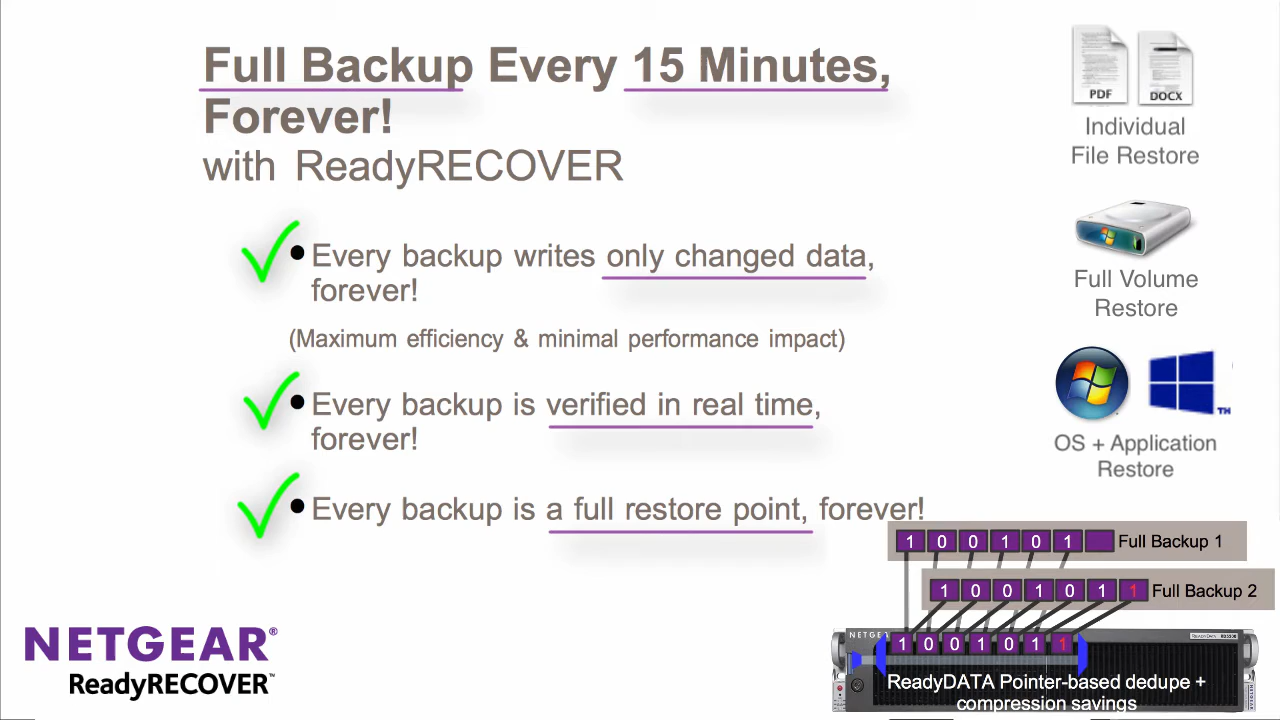 Full Backup Every 15 Minutes,
Forever!
with ReadyRECOVER
• Every backup writes only changed data,
forever!
(Maximum efficiency & minimal performance impact)
• Every backup is verified in real time,
forever!
• Every backup is a full restore point, forever!
PDF
DOCX
Individual
File Restore
Full Volume
Restore
TM
OS + Application
Restore
1 0 0 1 0 1 Full Backup 1
1 0 0 1 0 1 1 Full Backup 2
NETGEAR
1 0 0 1 0 1 1
ReadyDATA Pointer-based dedupe +
compression savings
NETGEAR®
ReadyRECOVER™